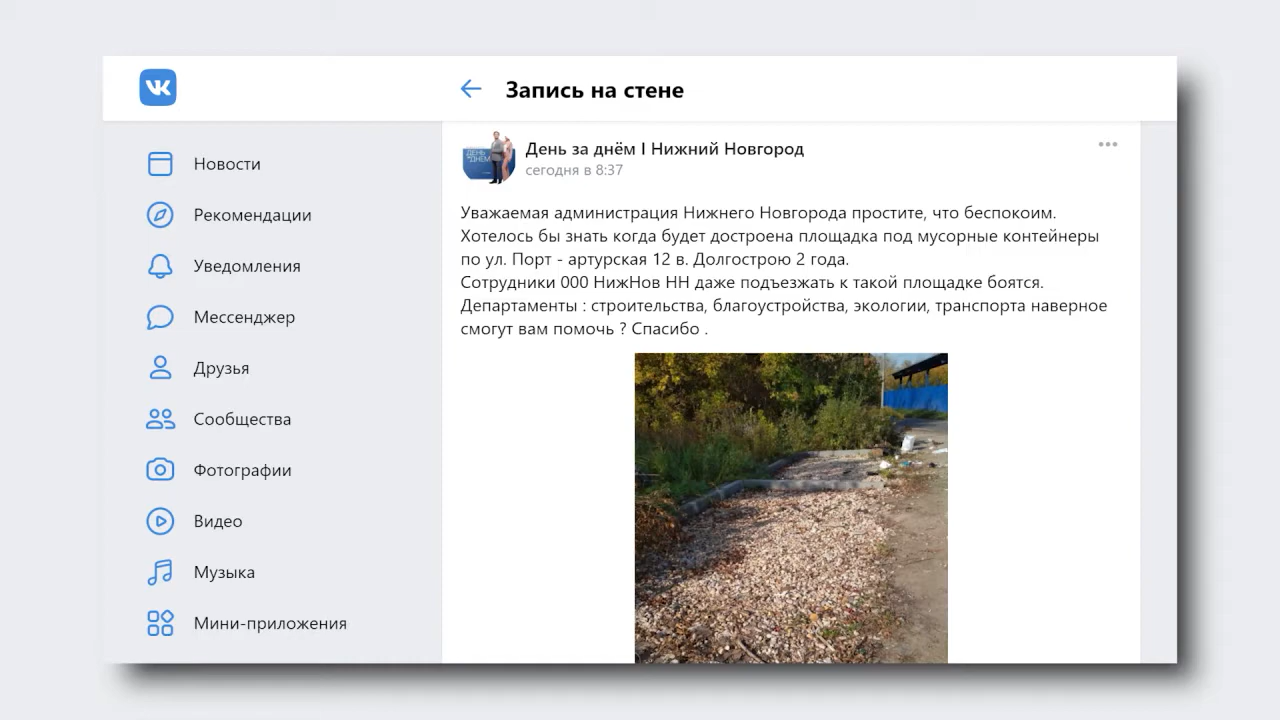 Запись на стене
Новости
Рекомендации
Уведомления
Мессенджер
Друзья
Сообщества
Фотографии
Видео
Музыка
Мини-приложения
ДЕНЬ
ЗА ДНЁМ
День за днём I Нижний Новгород
сегодня в 8:37
Уважаемая администрация Нижнего Новгорода простите, что беспокоим.
Хотелось бы знать когда будет достроена площадка под мусорные контейнеры
по ул. Порт - артурская 12 в. Долгострою 2 года.
Сотрудники 000 НижНов НН даже подъезжать к такой площадке боятся.
Департаменты : строительства, благоустройства, экологии, транспорта наверное
смогут вам помочь ? Спасибо .